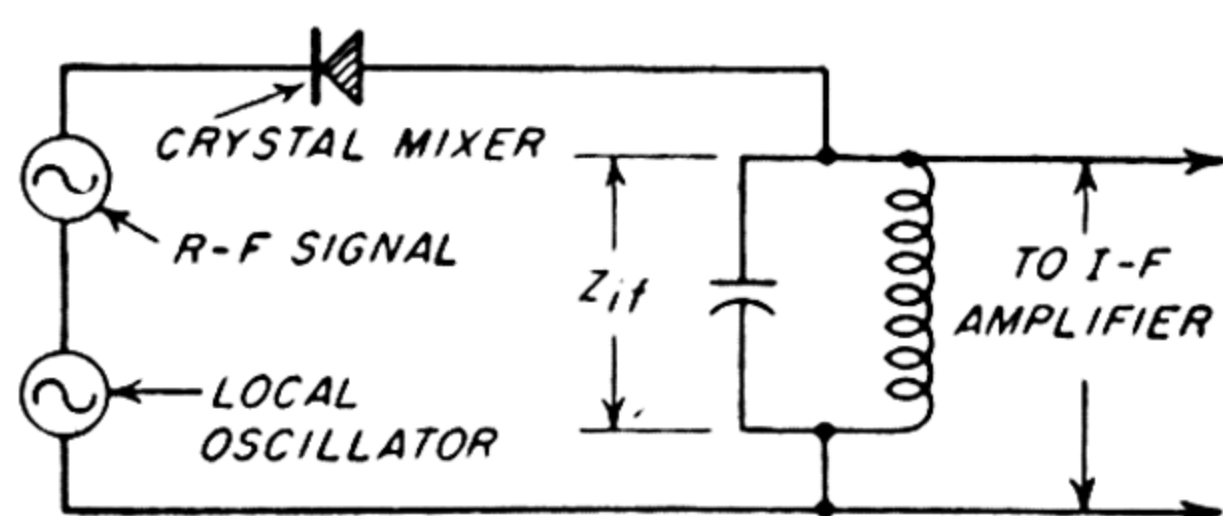 CRYSTAL MIXER
R-F SIGNAL
Zif
TO I-F
AMPLIFIER
LOCAL
OSCILLATOR